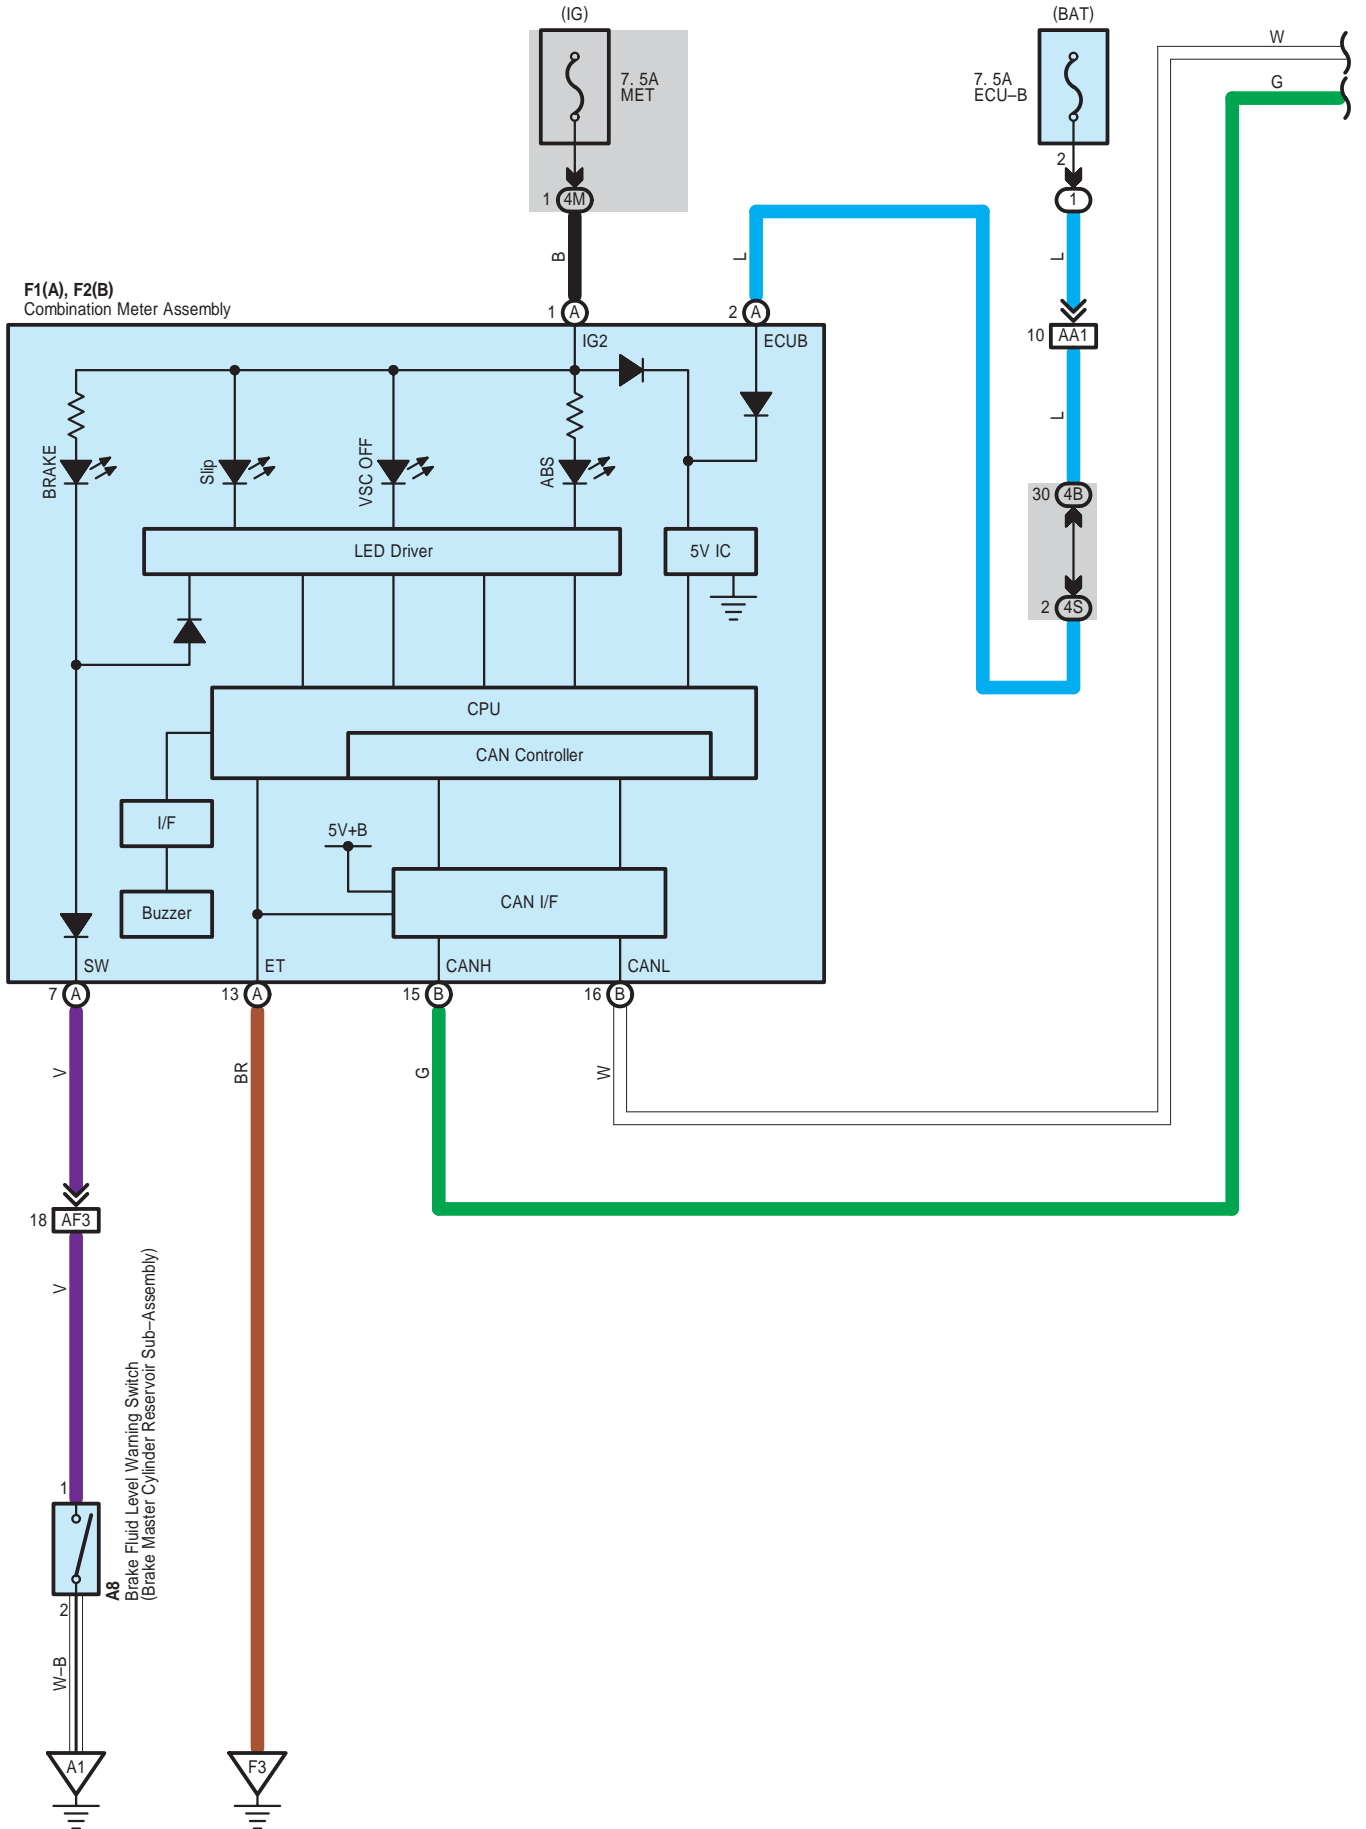 (IG)
(BAT)
W
G
7. 5A
MET
7. 5A
ECU–B
2
1 4M
1
B
L
L
F1(A), F2(B)
Combination Meter Assembly
1 A
2 A
IG2
ECUB
10 AA1
L
BRAKE
Slip
VSC OFF
ABS
30 4B
LED Driver
5V IC
2 4S
CPU
CAN Controller
I/F
5V+B
CAN I/F
Buzzer
SW
ET
CANH
CANL
7 A
13 A
15 B
16 B
V
BR
G
W
18 AF3
V
1
A8
Brake Fluid Level Warning Switch
(Brake Master Cylinder Reservoir Sub–Assembly)
2
W–B
A1
F3